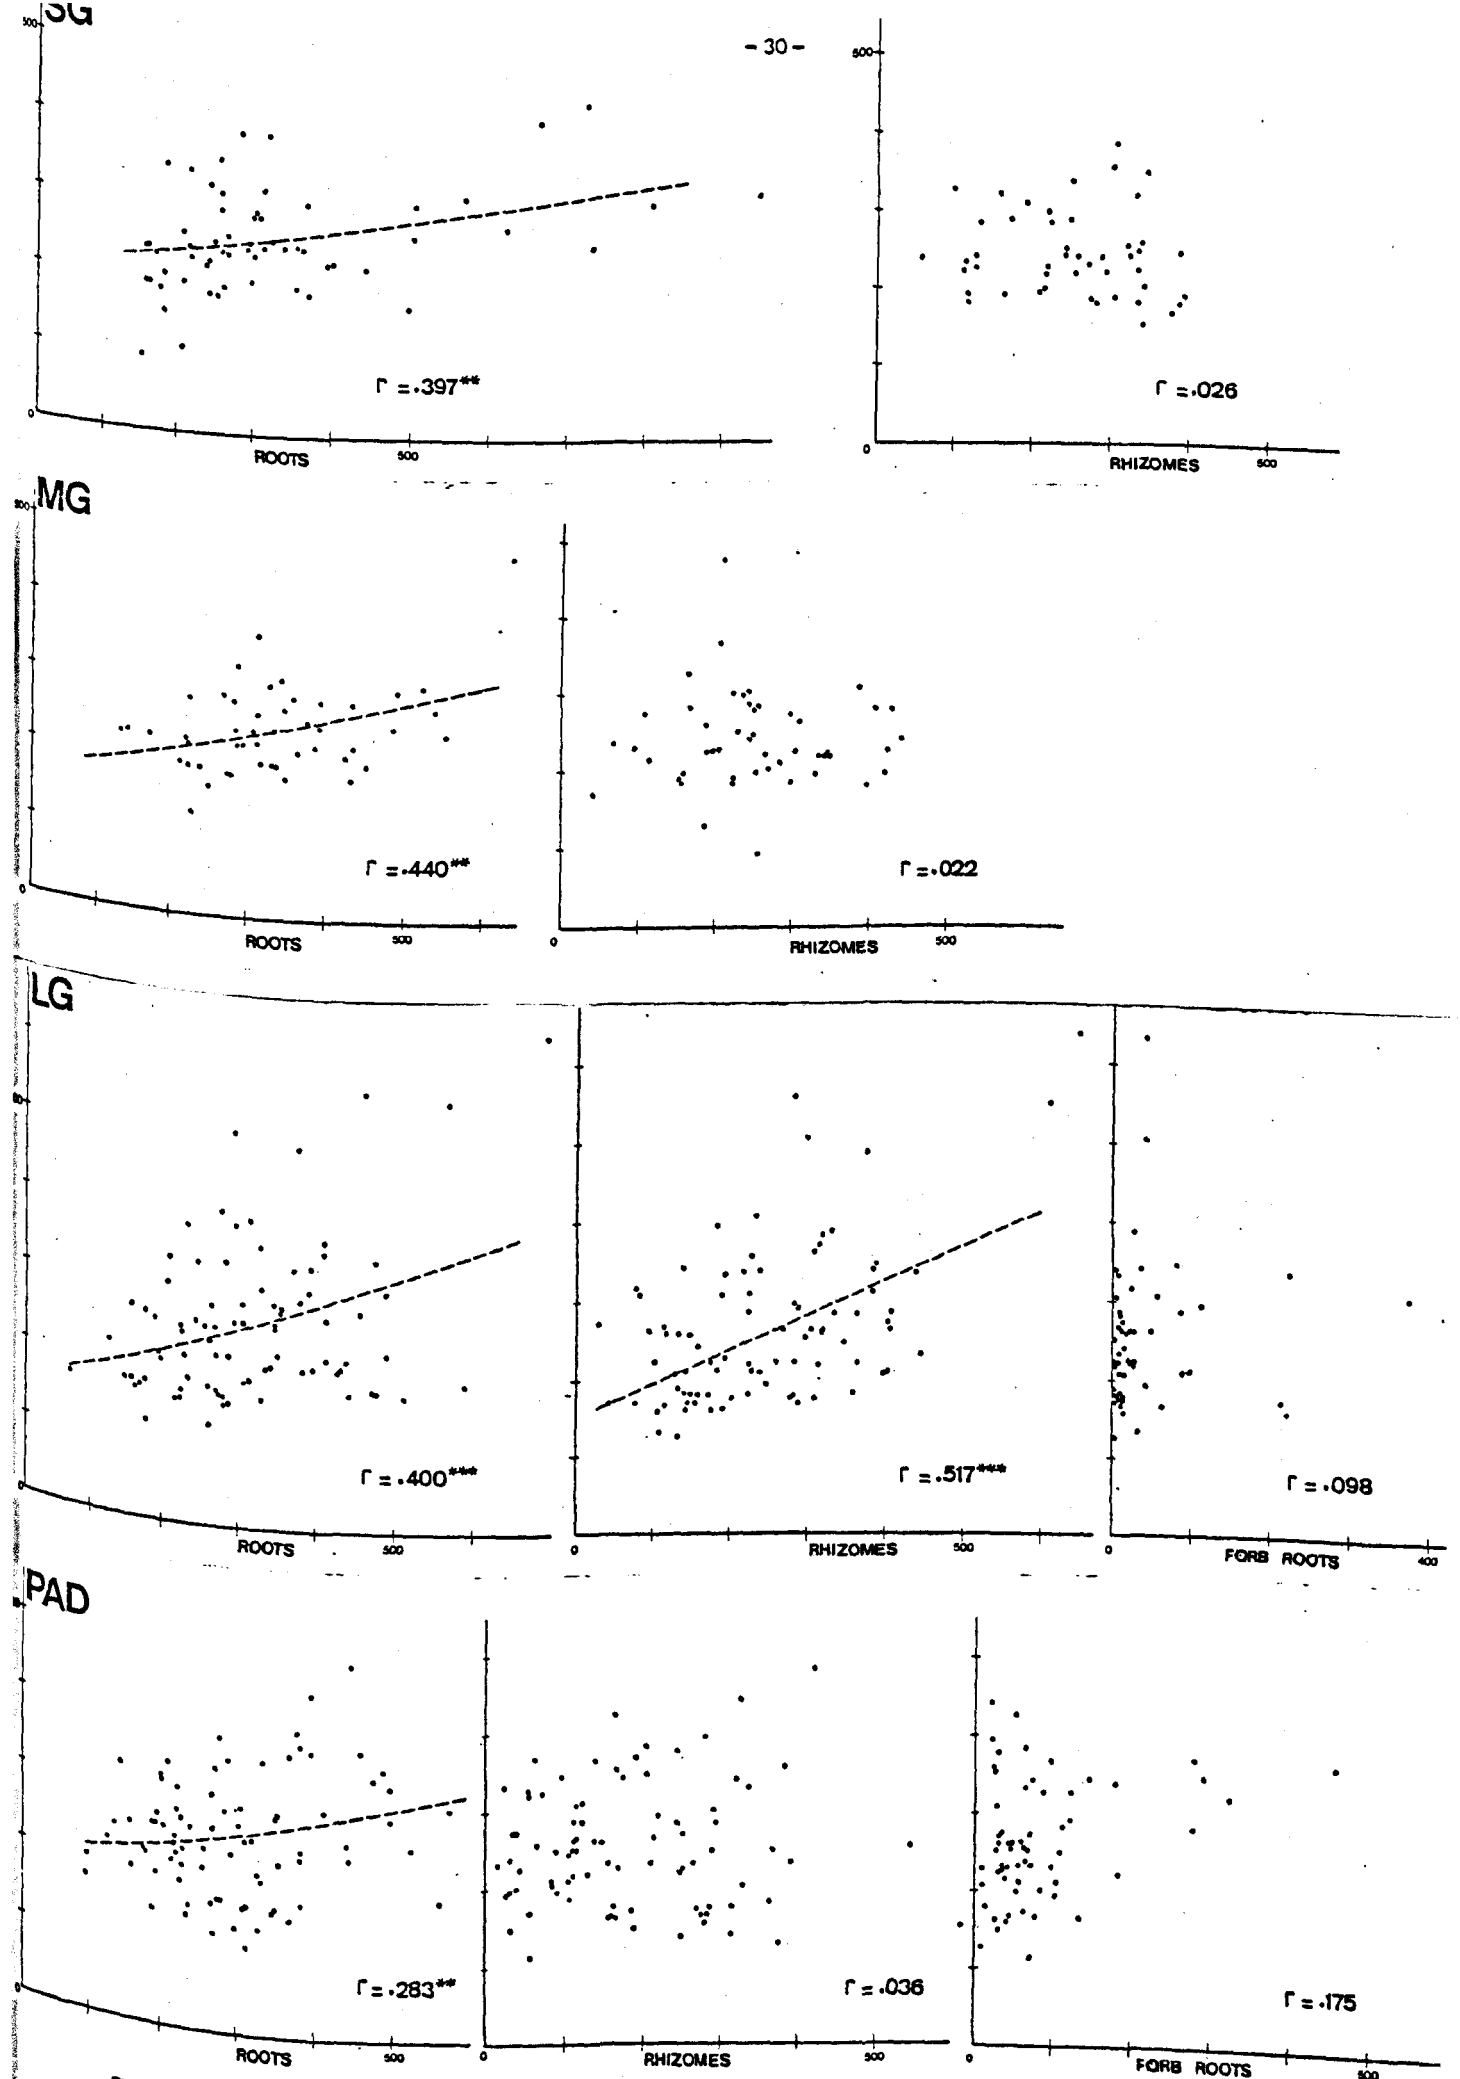 SG
500
- 30 -
500
r = .397**
r = .026
0
ROOTS
500
0
RHIZOMES
500
MG
500
r = .440**
r = .022
0
ROOTS
500
0
RHIZOMES
500
LG
r = .400***
r = .517***
r = .098
0
ROOTS
500
0
RHIZOMES
500
0
FORB ROOTS
400
PAD
r = .283**
r = .036
r = .175
0
ROOTS
500
0
RHIZOMES
500
0
FORB ROOTS
500